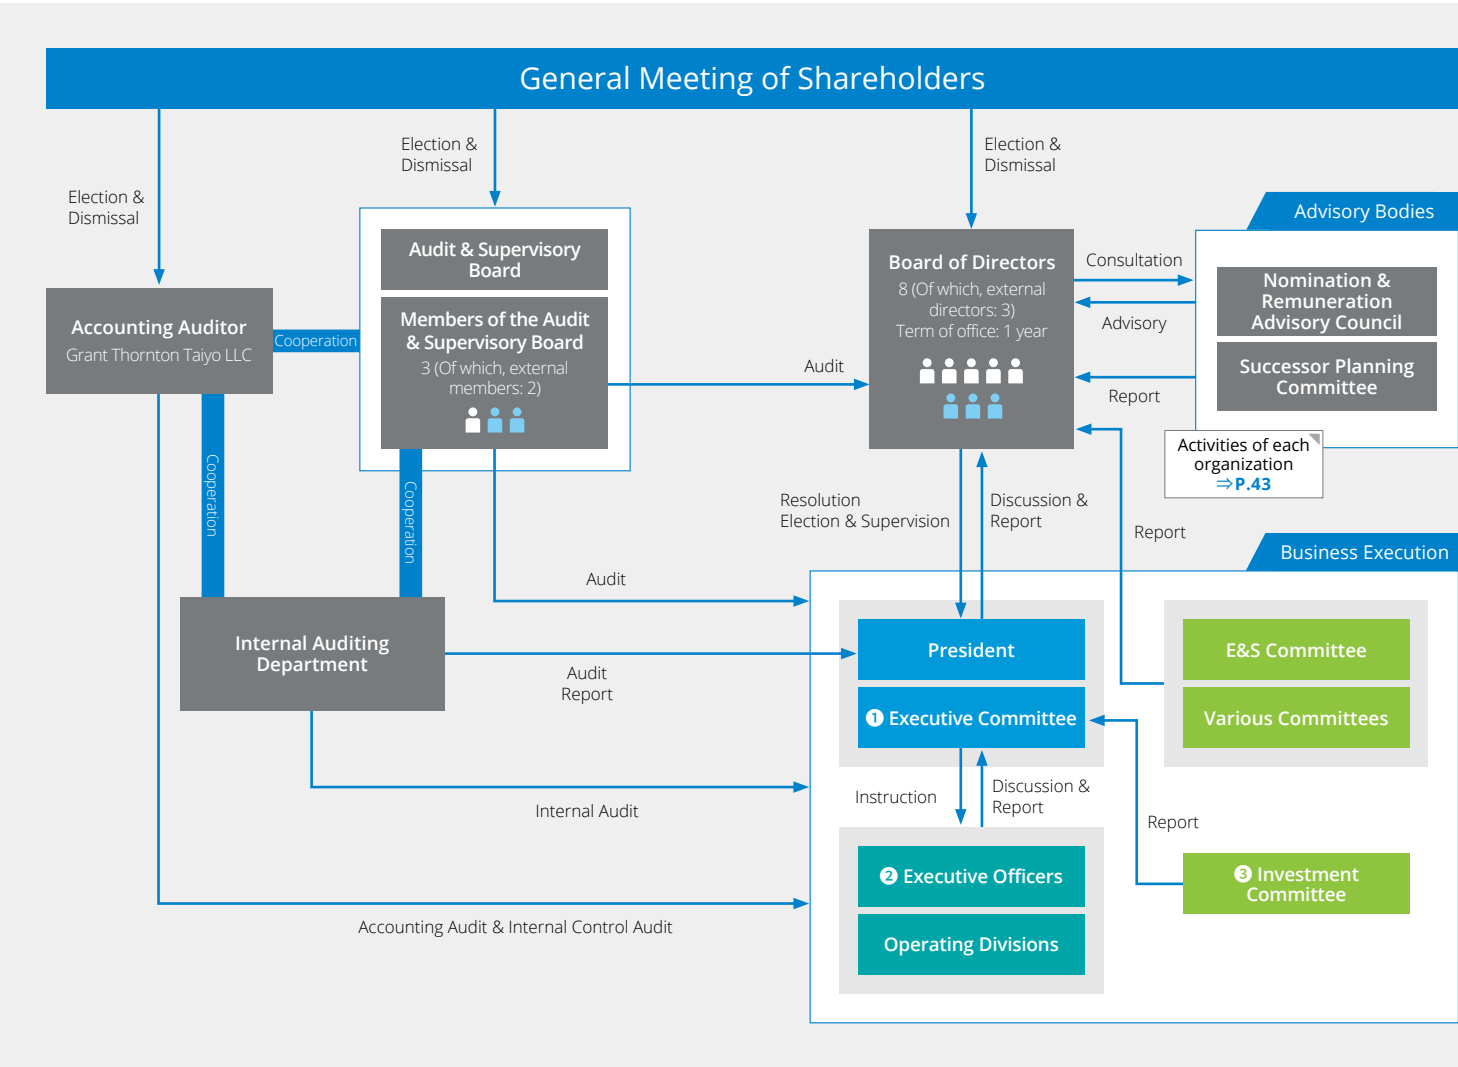 General Meeting of Shareholders
Election &
Dismissal
Election &
Dismissal
Election &
Dismissal
Advisory Bodies
Audit & Supervisory
Board
Members of the Audit
& Supervisory Board
3 (Of which, external
members: 2)
Board of Directors
8 (Of which, external
directors: 3)
Term of office: 1 year
Consultation
Advisory
Report
Nomination &
Remuneration
Advisory Council
Successor Planning
Committee
Activities of each
organization
⇒P.43
Accounting Auditor
Grant Thornton Taiyo LLC
Cooperation
Audit
Cooperation
Cooperation
Resolution
Election & Supervision
Discussion &
Report
Report
Business Execution
Audit
Internal Auditing
Department
Audit
Report
President
❶ Executive Committee
E&S Committee
Various Committees
Instruction
Discussion &
Report
Internal Audit
Report
❷ Executive Officers
Operating Divisions
❸ Investment
Committee
Accounting Audit & Internal Control Audit